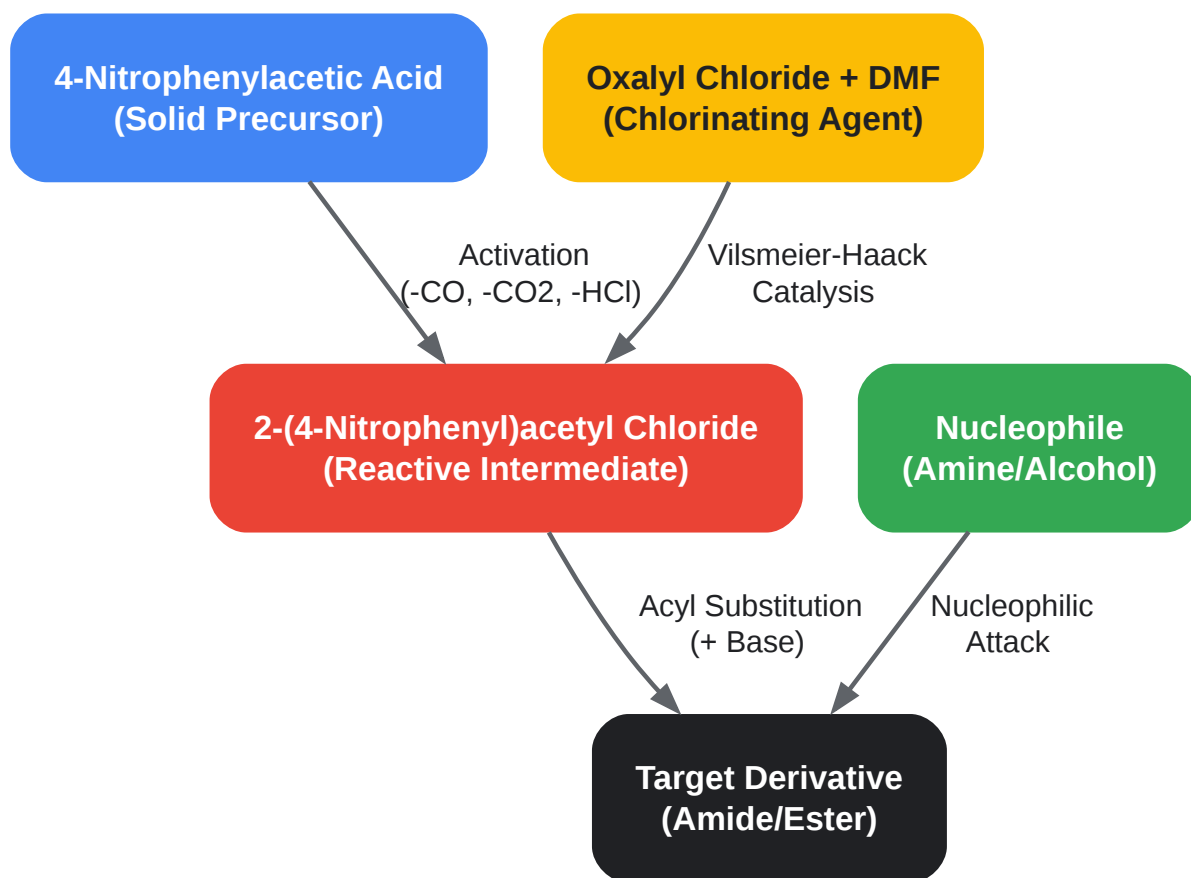 4-Nitrophenylacetic Acid
(Solid Precursor)
Oxalyl Chloride + DMF
(Chlorinating Agent)
Activation
(-CO, -CO2, -HCl)
Vilsmeier-Haack
Catalysis
2-(4-Nitrophenyl)acetyl Chloride
(Reactive Intermediate)
Nucleophile
(Amine/Alcohol)
Acyl Substitution
(+ Base)
Nucleophilic
Attack
Target Derivative
(Amide/Ester)